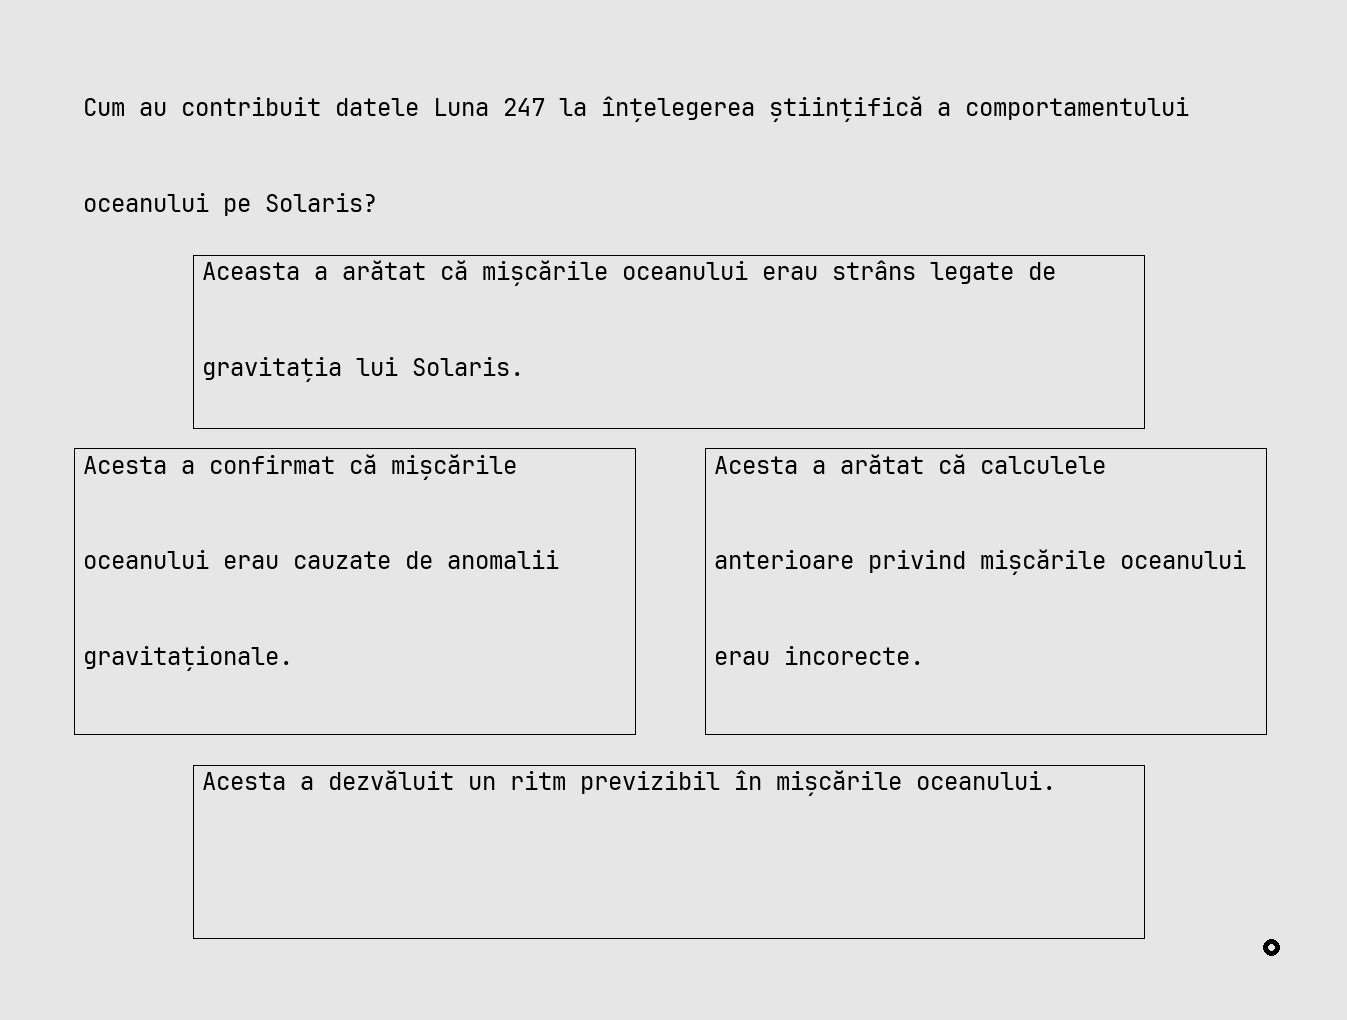 Cum au contribuit datele Luna 247 la înțelegerea științifică a comportamentului
oceanului pe Solaris?
Aceasta a arătat că mișcările oceanului erau strâns legate de
gravitația lui Solaris.
Acesta a confirmat că mișcările
oceanului erau cauzate de anomalii
gravitaționale.
Acesta a arătat că calculele
anterioare privind mișcările oceanului
erau incorecte.
Acesta a dezvăluit un ritm previzibil în mișcările oceanului.